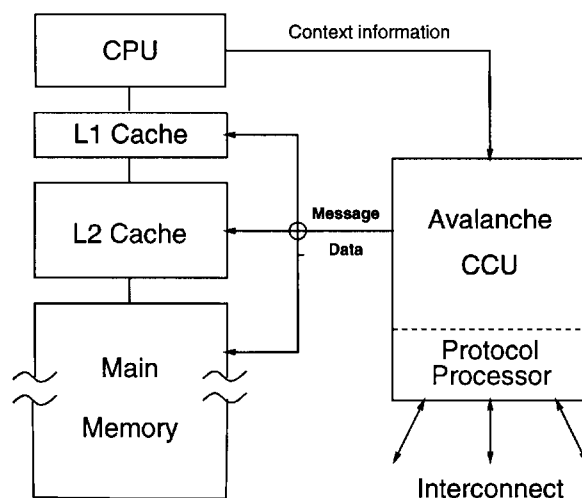 CPU
Context information
L1 Cache
L2 Cache
Message
Data
Avalanche
CCU
Main
Memory
Protocol
Processor
Interconnect